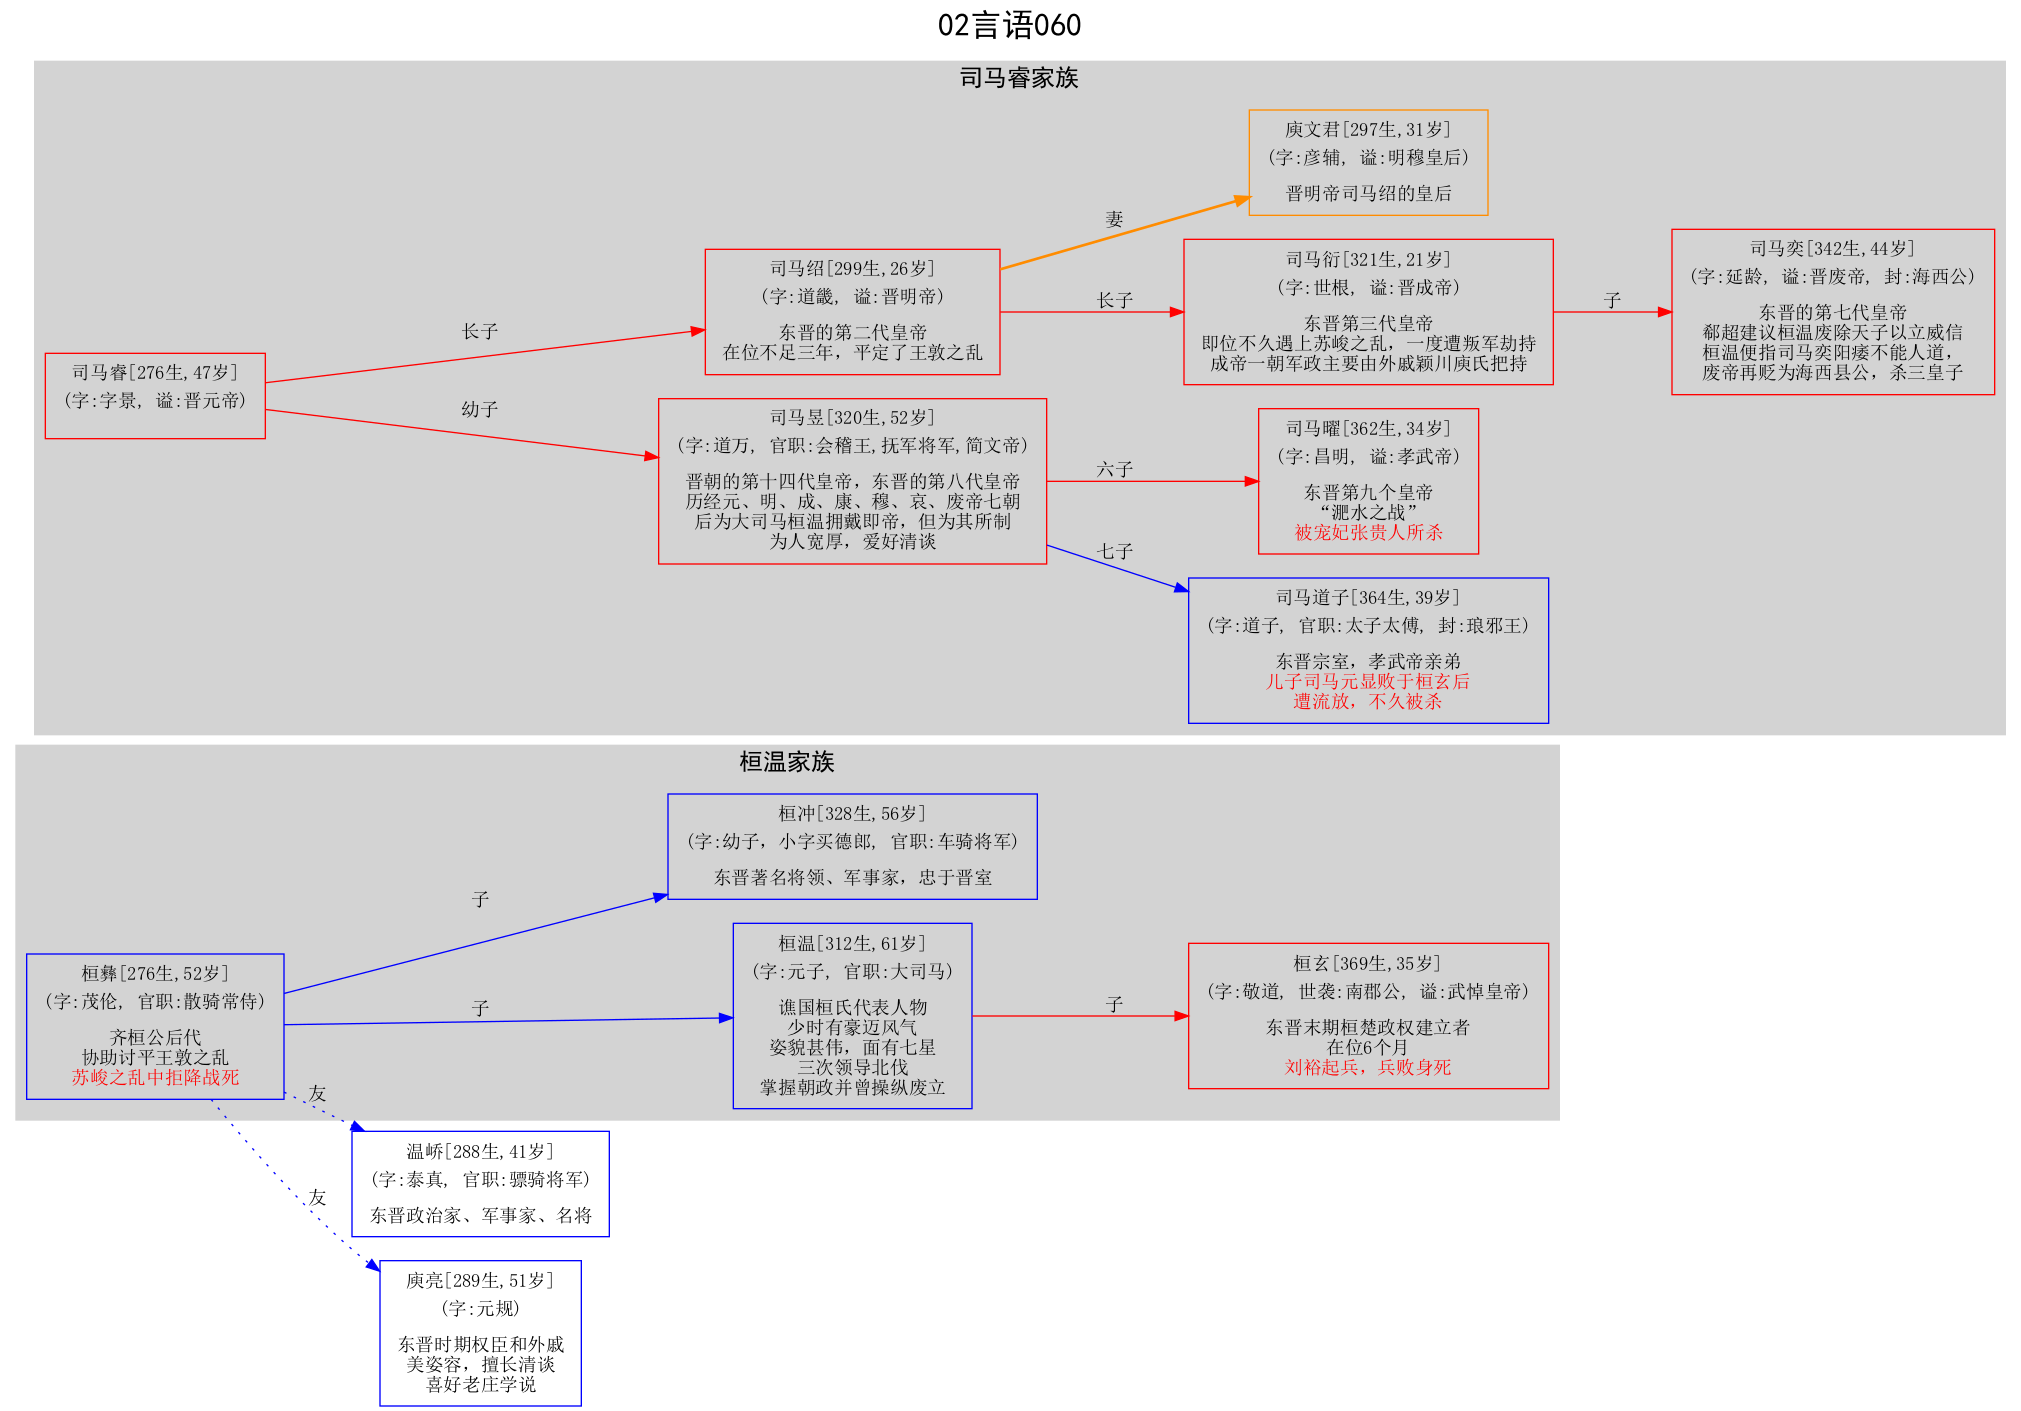 02言语060
司马睿家族
庾文君[297生,31岁]
(字:彦辅, 谥:明穆皇后)
晋明帝司马绍的皇后
妻
司马绍[299生,26岁]
(字:道畿, 谥:晋明帝)
东晋的第二代皇帝
在位不足三年，平定了王敦之乱
长子
司马衍[321生,21岁]
(字:世根, 谥:晋成帝)
东晋第三代皇帝
即位不久遇上苏峻之乱，一度遭叛军劫持
成帝一朝军政主要由外戚颍川庾氏把持
子
司马奕[342生,44岁]
(字:延龄, 谥:晋废帝, 封:海西公)
东晋的第七代皇帝
郗超建议桓温废除天子以立威信
桓温便指司马奕阳痿不能人道，
废帝再贬为海西县公，杀三皇子
长子
司马睿[276生,47岁]
(字:字景, 谥:晋元帝)
幼子
司马昱[320生,52岁]
(字:道万, 官职:会稽王,抚军将军,简文帝)
晋朝的第十四代皇帝，东晋的第八代皇帝
历经元、明、成、康、穆、哀、废帝七朝
后为大司马桓温拥戴即帝，但为其所制
为人宽厚，爱好清谈
六子
司马曜[362生,34岁]
(字:昌明, 谥:孝武帝)
东晋第九个皇帝
“淝水之战”
被宠妃张贵人所杀
七子
司马道子[364生,39岁]
(字:道子, 官职:太子太傅, 封:琅邪王)
东晋宗室，孝武帝亲弟
儿子司马元显败于桓玄后
遭流放，不久被杀
桓温家族
桓冲[328生,56岁]
(字:幼子，小字买德郎, 官职:车骑将军)
东晋著名将领、军事家，忠于晋室
子
桓彝[276生,52岁]
(字:茂伦, 官职:散骑常侍)
齐桓公后代
协助讨平王敦之乱
苏峻之乱中拒降战死
子
桓温[312生,61岁]
(字:元子, 官职:大司马)
谯国桓氏代表人物
少时有豪迈风气
姿貌甚伟，面有七星
三次领导北伐
掌握朝政并曾操纵废立
子
桓玄[369生,35岁]
(字:敬道, 世袭:南郡公, 谥:武悼皇帝)
东晋末期桓楚政权建立者
在位6个月
刘裕起兵，兵败身死
友
温峤[288生,41岁]
(字:泰真, 官职:骠骑将军)
东晋政治家、军事家、名将
友
庾亮[289生,51岁]
(字:元规)
东晋时期权臣和外戚
美姿容，擅长清谈
喜好老庄学说